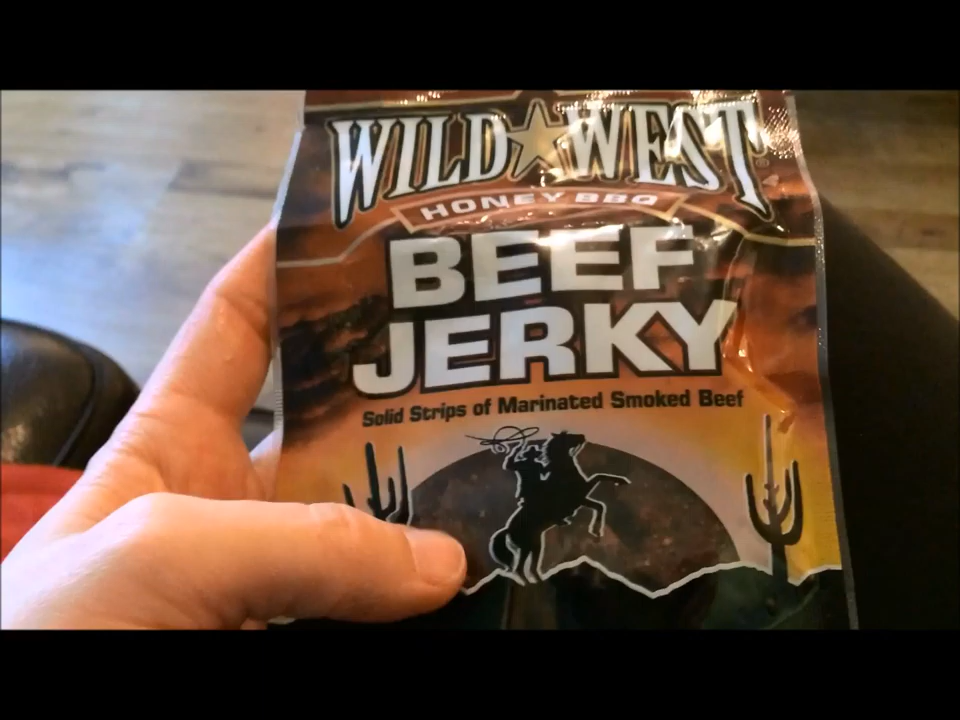 WILD WEST®
HONEY BBQ
BEEF
JERKY
Solid Strips of Marinated Smoked Beef